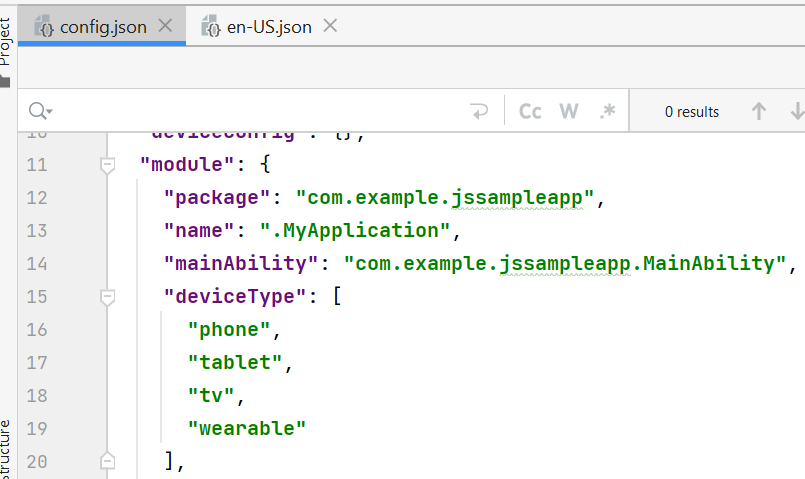 Project
config.json
en-US.json
Cc W .* 0 results
10 "deviceConfig": {},
11 "module": {
12 "package": "com.example.jssampleapp",
13 "name": ".MyApplication",
14 "mainAbility": "com.example.jssampleapp.MainAbility",
15 "deviceType": [
16 "phone",
17 "tablet",
18 "tv",
19 "wearable"
20 ],
Structure